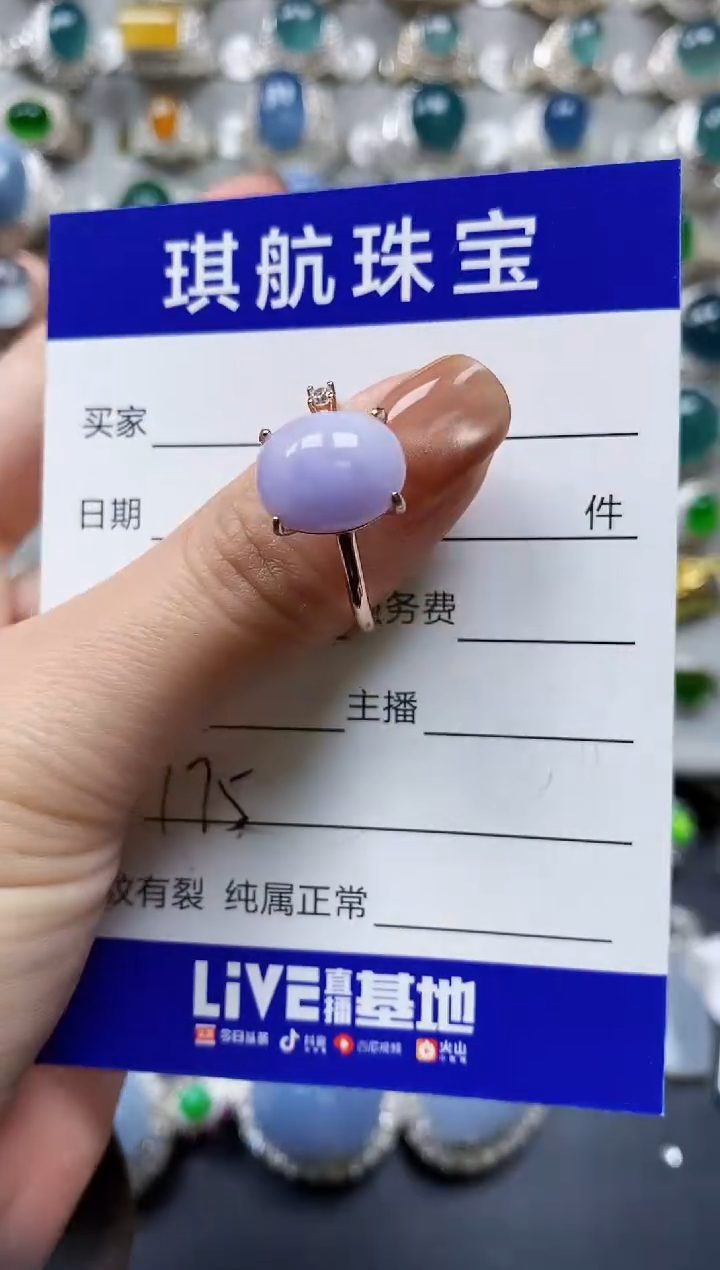 琪航珠宝
买家
日期 件
务费
主播
175
纹有裂 纯属正常
LiVE直播基地
今日头条 抖音 西瓜视频 火山